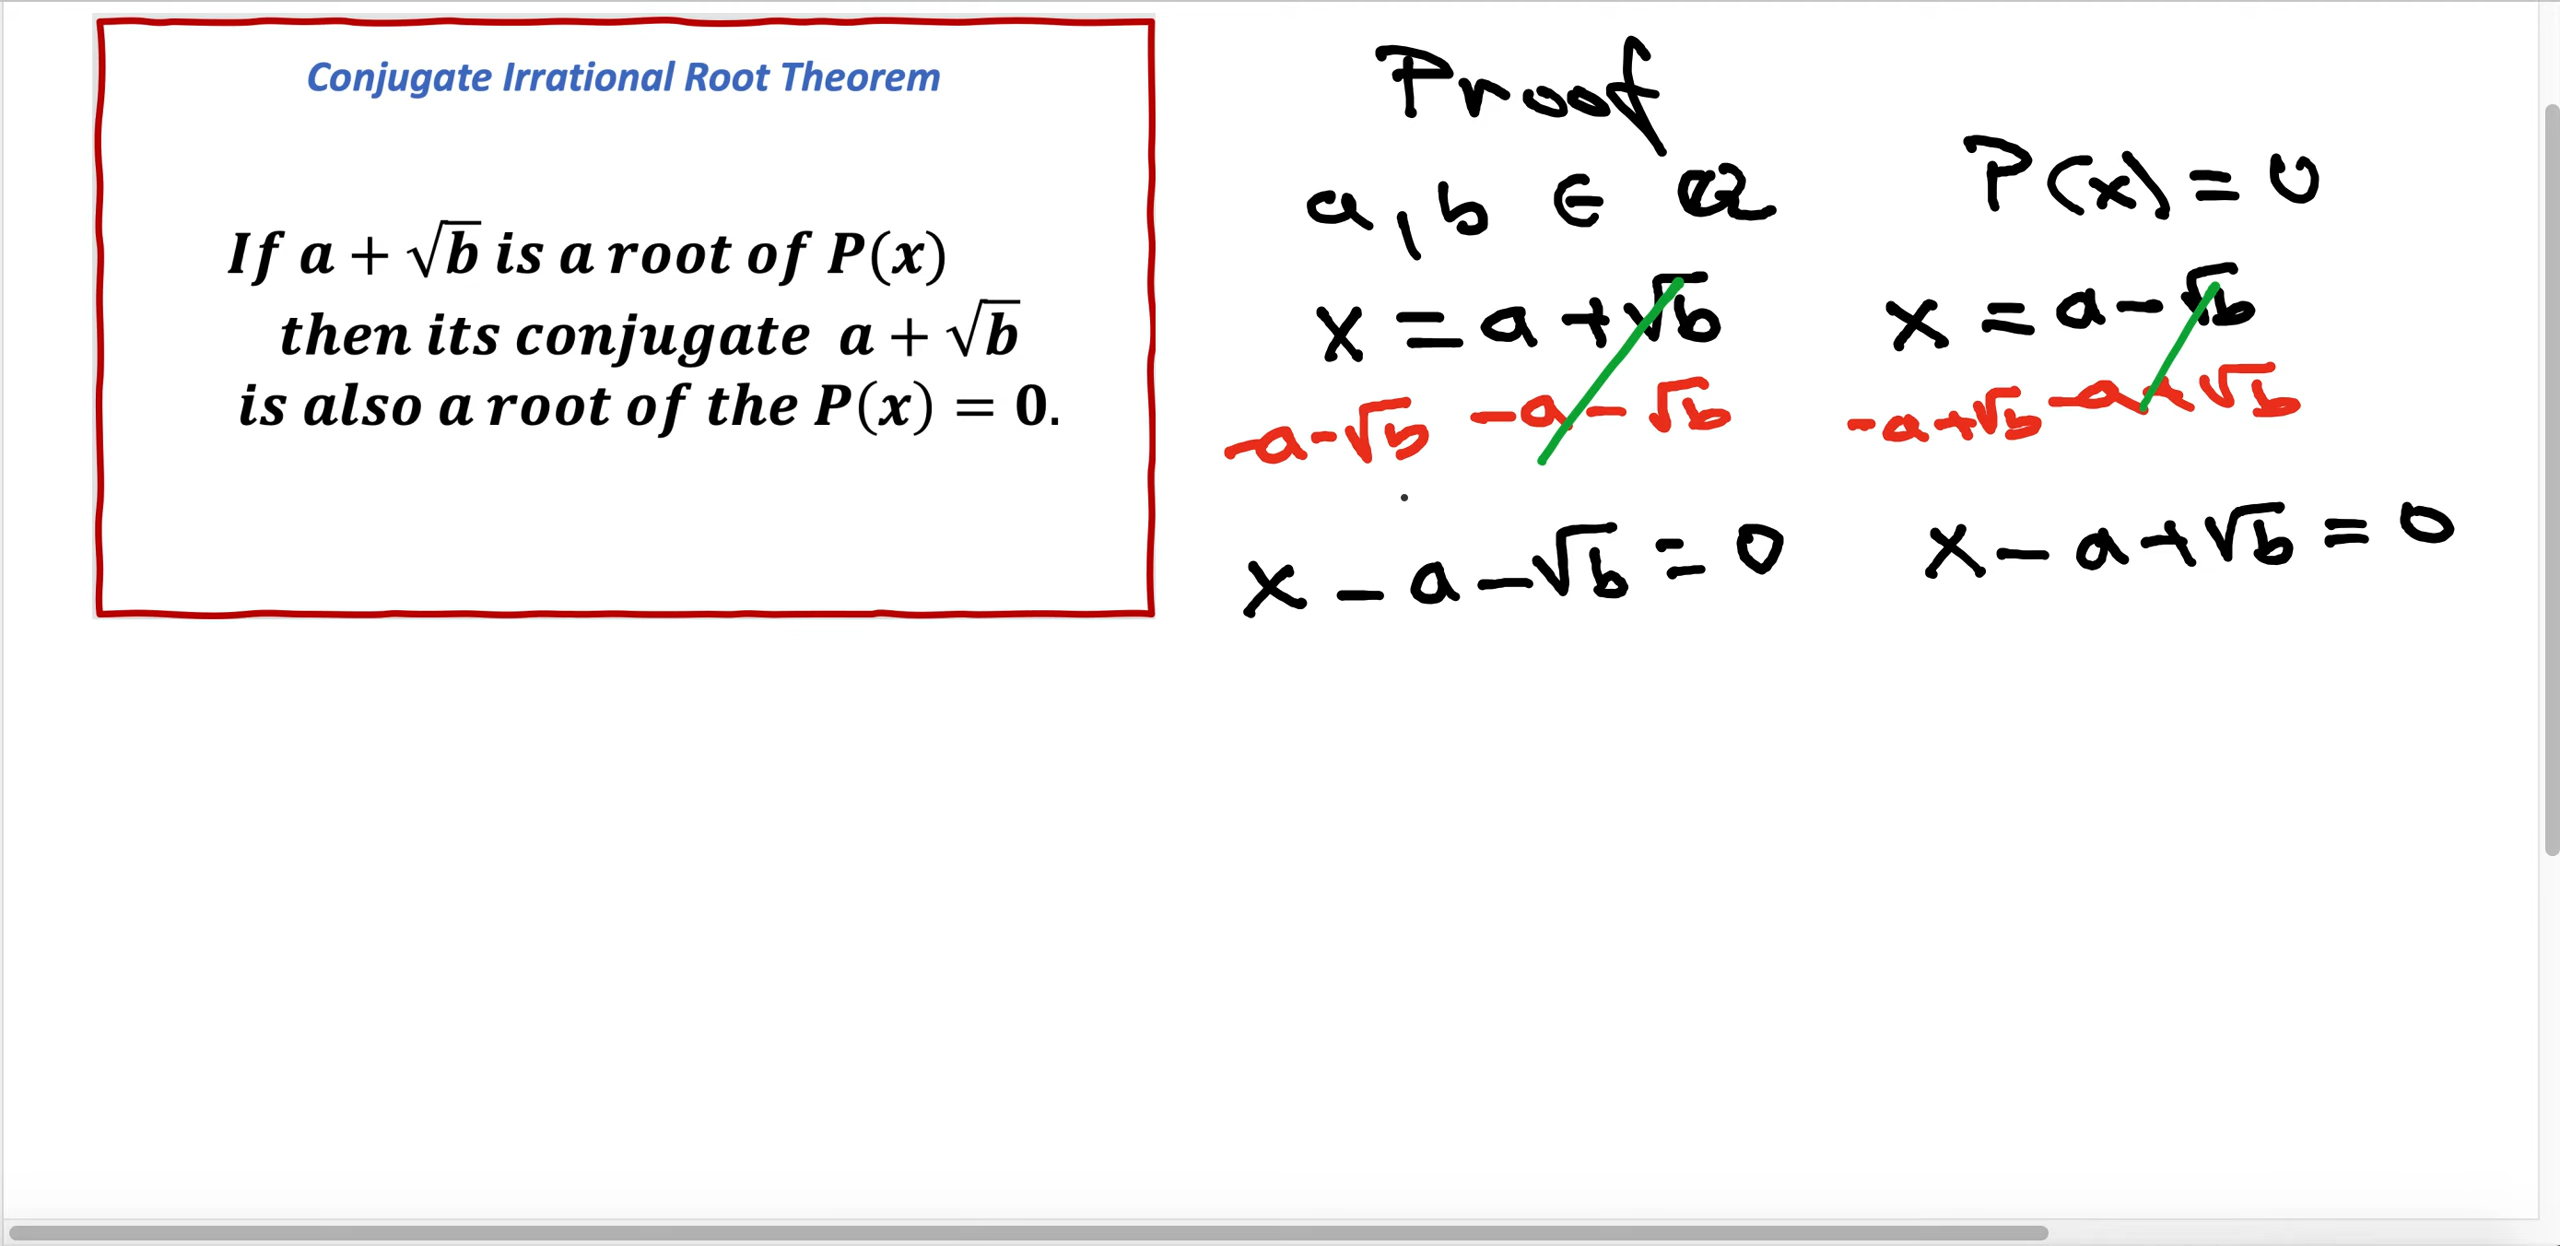 Conjugate Irrational Root Theorem
If a + √b is a root of P(x)
then its conjugate a + √b
is also a root of the P(x) = 0.
Proof
a, b ∈ Q
x = a + √b
-a-√b -a - √b
x - a - √b = 0
P(x) = 0
x = a - √b
-a+√b -a + √b
x - a + √b = 0